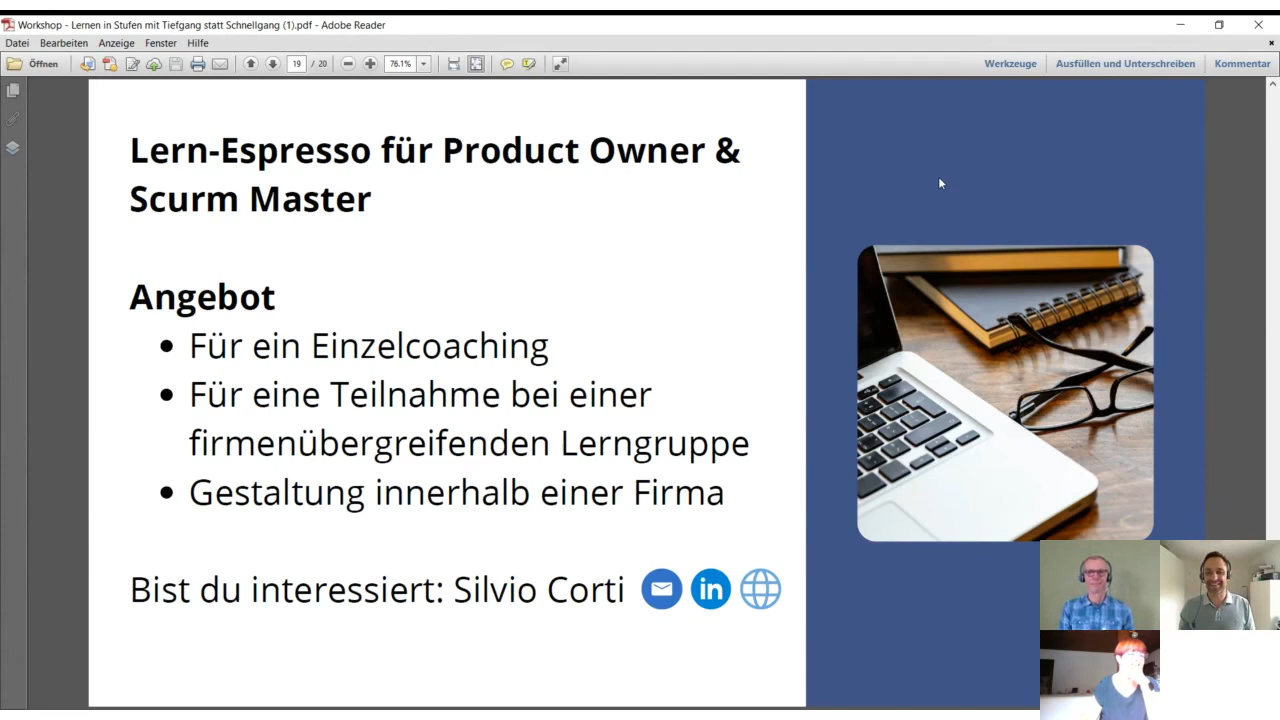 Workshop - Lernen in Stufen mit Tiefgang statt Schnellgang (1).pdf - Adobe Reader
Datei Bearbeiten Anzeige Fenster Hilfe
Öffnen 19 / 20 76.1% Werkzeuge Ausfüllen und Unterschreiben Kommentar
Lern-Espresso für Product Owner &
Scurm Master
Angebot
• Für ein Einzelcoaching
• Für eine Teilnahme bei einer
firmenübergreifenden Lerngruppe
• Gestaltung innerhalb einer Firma
Bist du interessiert: Silvio Corti in